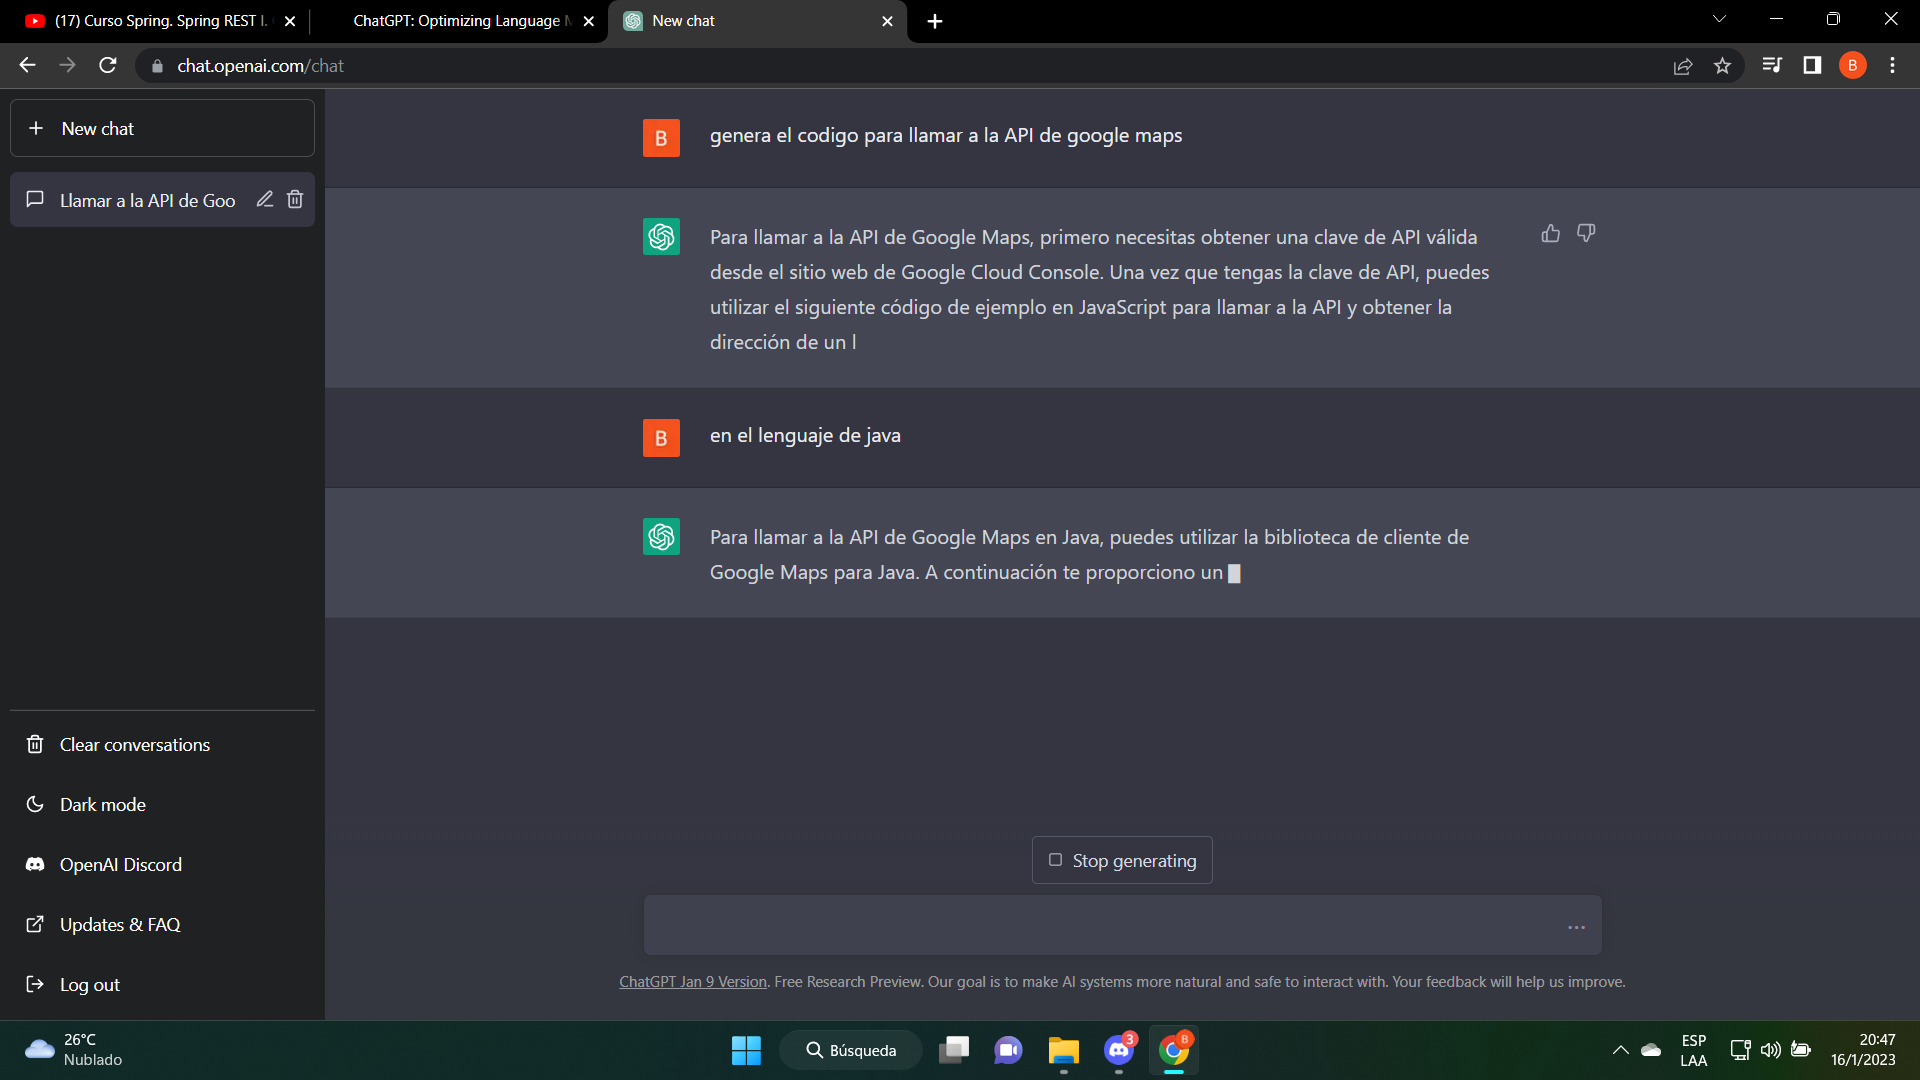 (17) Curso Spring. Spring REST I.
ChatGPT: Optimizing Language
New chat
chat.openai.com/chat
B
New chat
Llamar a la API de Goo
B
genera el codigo para llamar a la API de google maps
Para llamar a la API de Google Maps, primero necesitas obtener una clave de API válida
desde el sitio web de Google Cloud Console. Una vez que tengas la clave de API, puedes
utilizar el siguiente código de ejemplo en JavaScript para llamar a la API y obtener la
dirección de un l
B
en el lenguaje de java
Para llamar a la API de Google Maps en Java, puedes utilizar la biblioteca de cliente de
Google Maps para Java. A continuación te proporciono un
Clear conversations
Dark mode
OpenAI Discord
Updates & FAQ
Log out
Stop generating
ChatGPT Jan 9 Version. Free Research Preview. Our goal is to make AI systems more natural and safe to interact with. Your feedback will help us improve.
26°C
Nublado
Búsqueda
3
B
ESP
LAA
20:47
16/1/2023